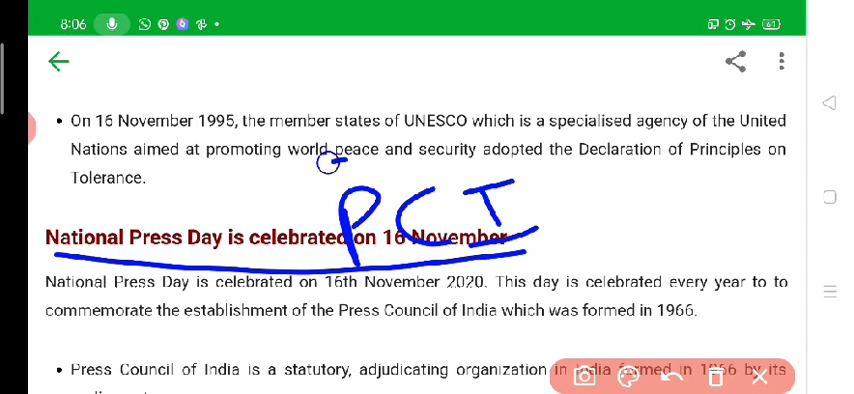 8:06 61
On 16 November 1995, the member states of UNESCO which is a specialised agency of the United
Nations aimed at promoting world peace and security adopted the Declaration of Principles on
Tolerance.
PCI
National Press Day is celebrated on 16 November
National Press Day is celebrated on 16th November 2020. This day is celebrated every year to to
commemorate the establishment of the Press Council of India which was formed in 1966.
Press Council of India is a statutory, adjudicating organization in India formed in 1966 by its